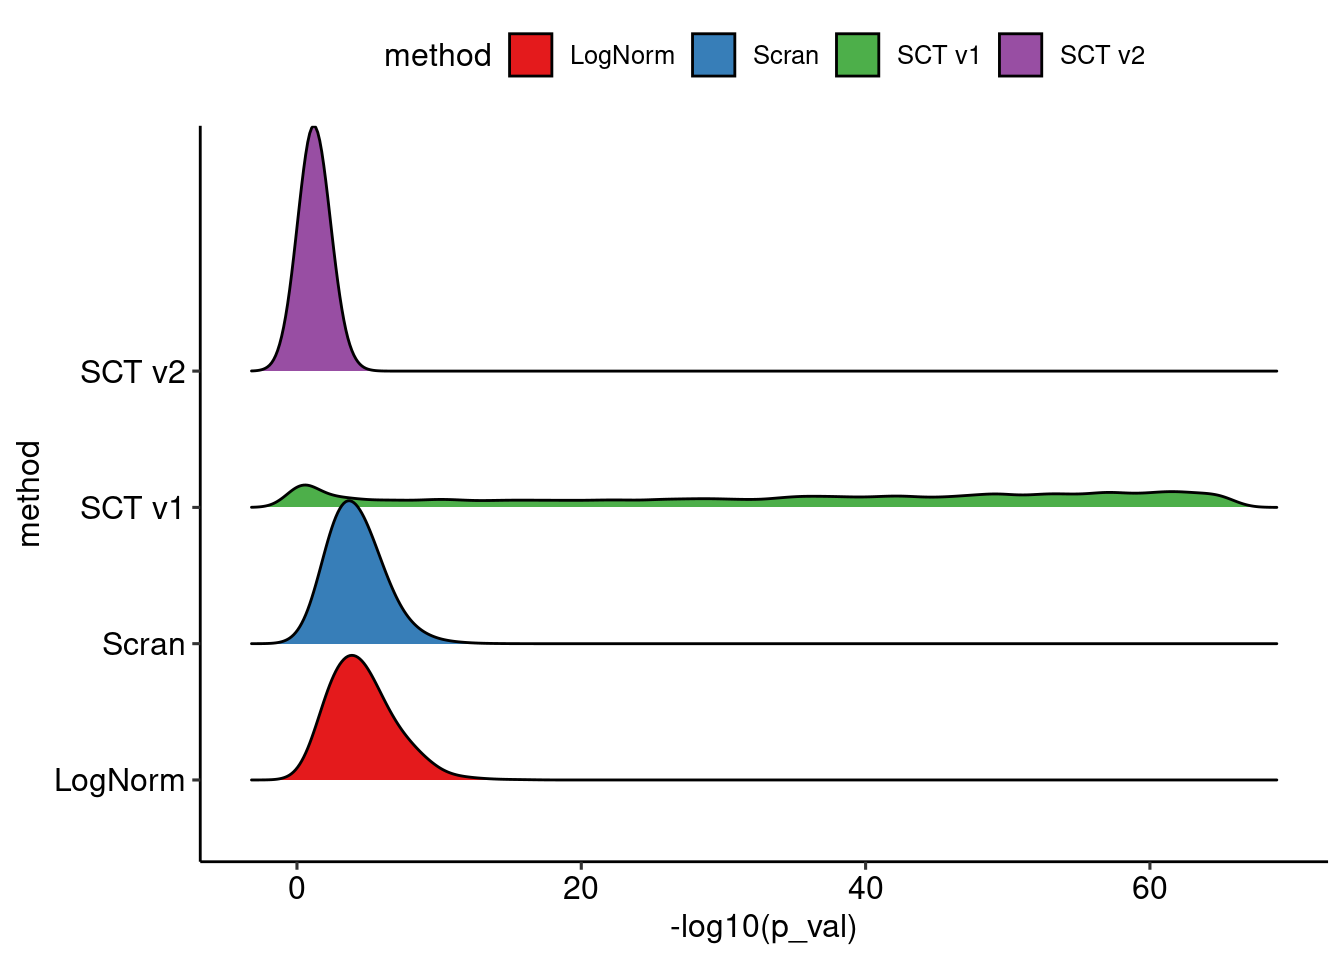 method LogNorm Scran SCT v1 SCT v2
SCT v2
SCT v1
Scran
LogNorm
method
0 20 40 60
-log10(p_val)